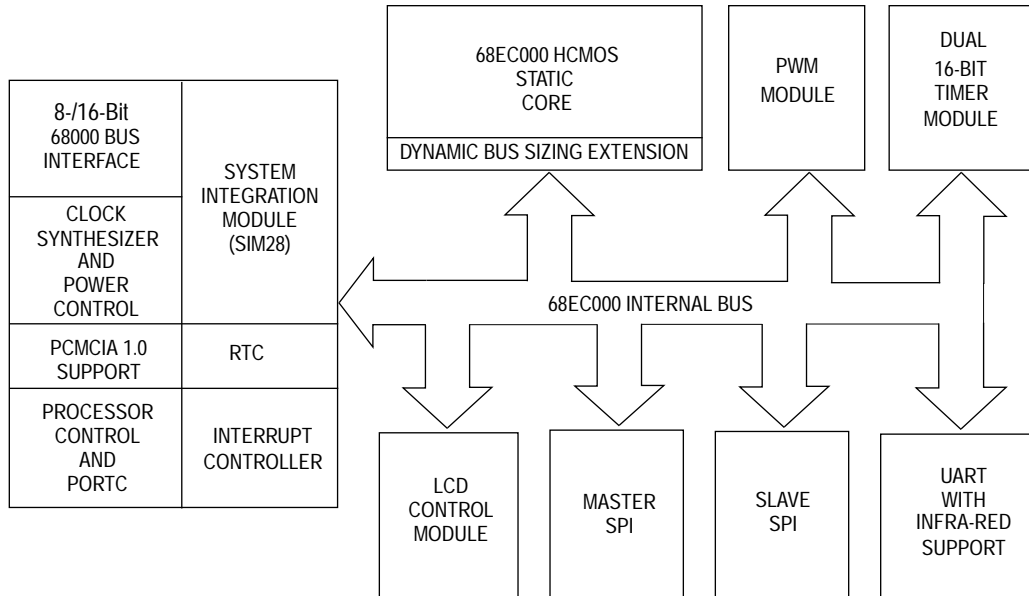 8-/16-Bit
68000 BUS
INTERFACE
CLOCK
SYNTHESIZER
AND
POWER
CONTROL
SYSTEM
INTEGRATION
MODULE
(SIM28)
PCMCIA 1.0
SUPPORT
RTC
PROCESSOR
CONTROL
AND
PORTC
INTERRUPT
CONTROLLER
68EC000 HCMOS
STATIC
CORE
DYNAMIC BUS SIZING EXTENSION
PWM
MODULE
DUAL
16-BIT
TIMER
MODULE
68EC000 INTERNAL BUS
LCD
CONTROL
MODULE
MASTER
SPI
SLAVE
SPI
UART
WITH
INFRA-RED
SUPPORT